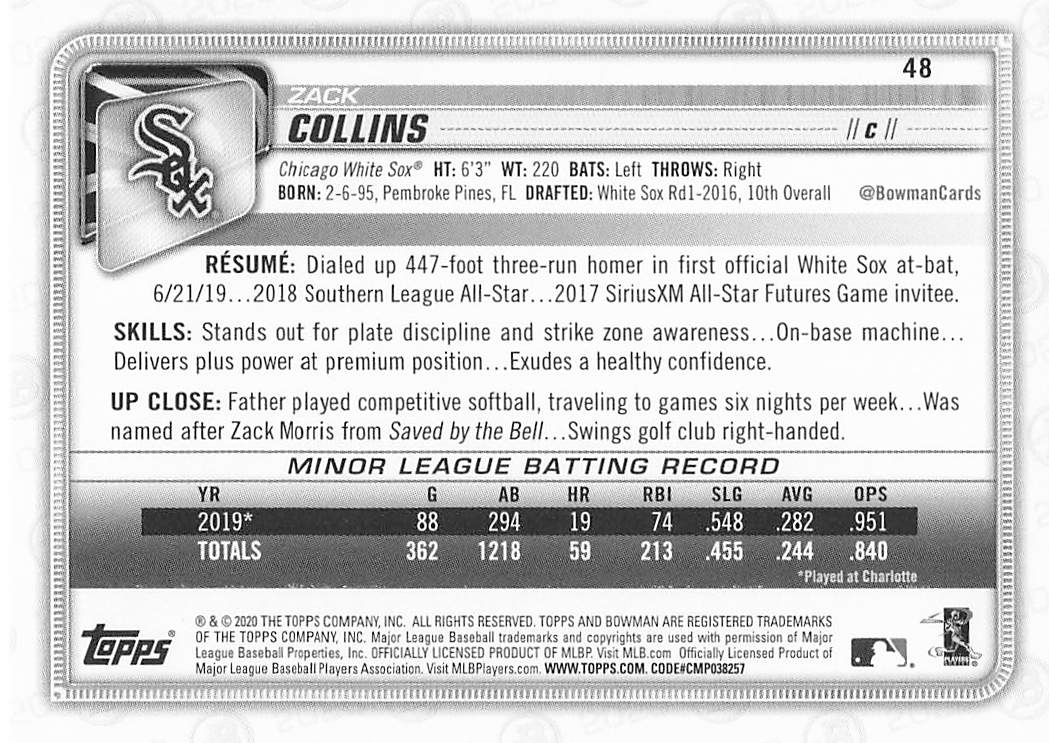 48
ZACK
COLLINS // C //
Sox
Chicago White Sox® HT: 6'3" WT: 220 BATS: Left THROWS: Right
BORN: 2-6-95, Pembroke Pines, FL DRAFTED: White Sox Rd1-2016, 10th Overall @BowmanCards
RÉSUMÉ: Dialed up 447-foot three-run homer in first official White Sox at-bat,
6/21/19...2018 Southern League All-Star...2017 SiriusXM All-Star Futures Game invitee.
SKILLS: Stands out for plate discipline and strike zone awareness...On-base machine...
Delivers plus power at premium position...Exudes a healthy confidence.
UP CLOSE: Father played competitive softball, traveling to games six nights per week...Was
named after Zack Morris from Saved by the Bell...Swings golf club right-handed.
MINOR LEAGUE BATTING RECORD
YR G AB HR RBI SLG AVG OPS
2019* 88 294 19 74 .548 .282 .951
TOTALS 362 1218 59 213 .455 .244 .840
*Played at Charlotte
® & © 2020 THE TOPPS COMPANY, INC. ALL RIGHTS RESERVED. TOPPS AND BOWMAN ARE REGISTERED TRADEMARKS
OF THE TOPPS COMPANY, INC. Major League Baseball trademarks and copyrights are used with permission of Major
League Baseball Properties, Inc. OFFICIALLY LICENSED PRODUCT OF MLBP. Visit MLB.com Officially Licensed Product of
Major League Baseball Players Association. Visit MLBPlayers.com. WWW.TOPPS.COM. CODE#CMP038257
Topps®